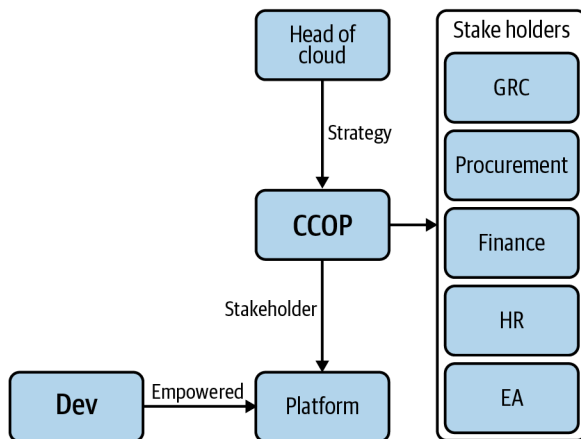 Head of
cloud
Strategy
CCOP
Stakeholder
Dev
Empowered
Platform
Stake holders
GRC
Procurement
Finance
HR
EA